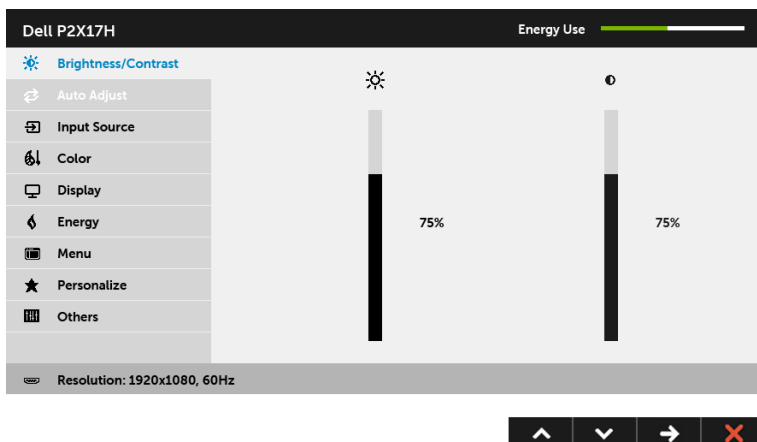 Dell P2X17H
Energy Use
Brightness/Contrast
Auto Adjust
Input Source
Color
Display
Energy
75%
75%
Menu
Personalize
Others
Resolution: 1920x1080, 60Hz